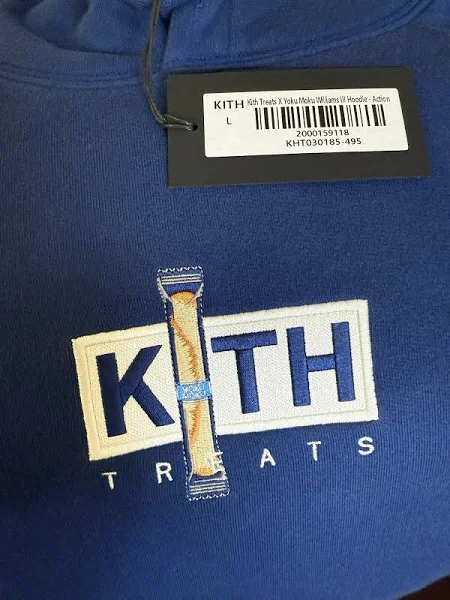 KITH Kith Treats X Yoku Moku Williams III Hoodie - Action
L
2000159118
KHT030185-495
KITH
TREATS